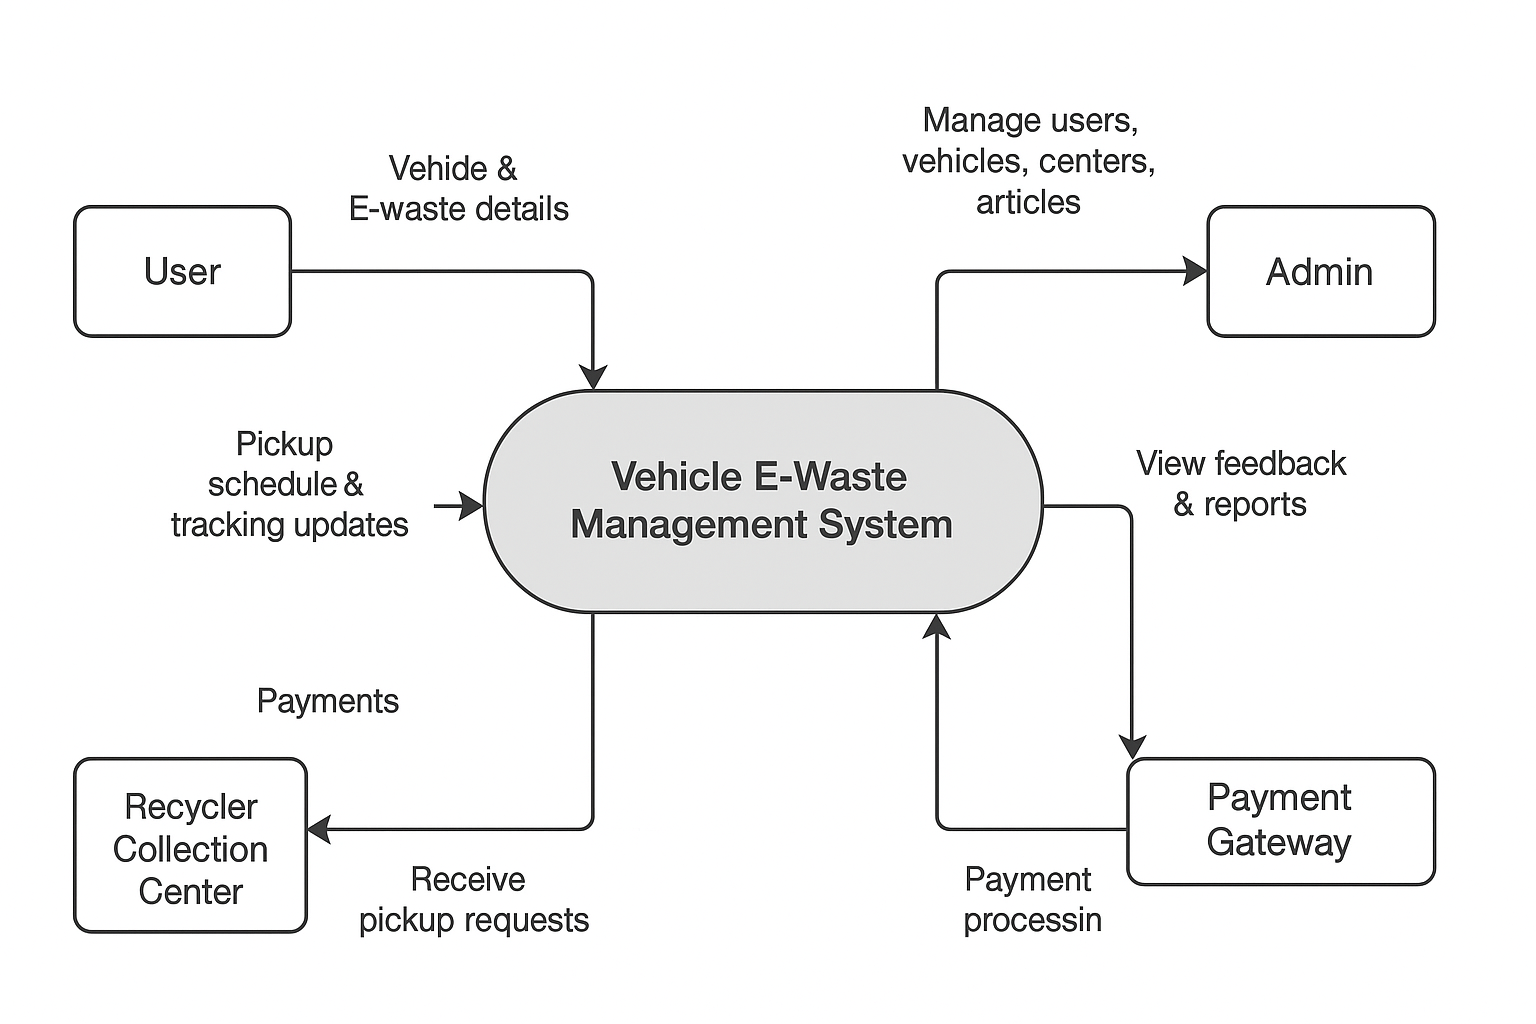 Manage users,
vehicles, centers,
articles
Vehide &
E-waste details
User
Admin
Pickup
schedule &
tracking updates
Vehicle E-Waste
Management System
View feedback
& reports
Payments
Recycler
Collection
Center
Receive
pickup requests
Payment
Gateway
Payment
processin